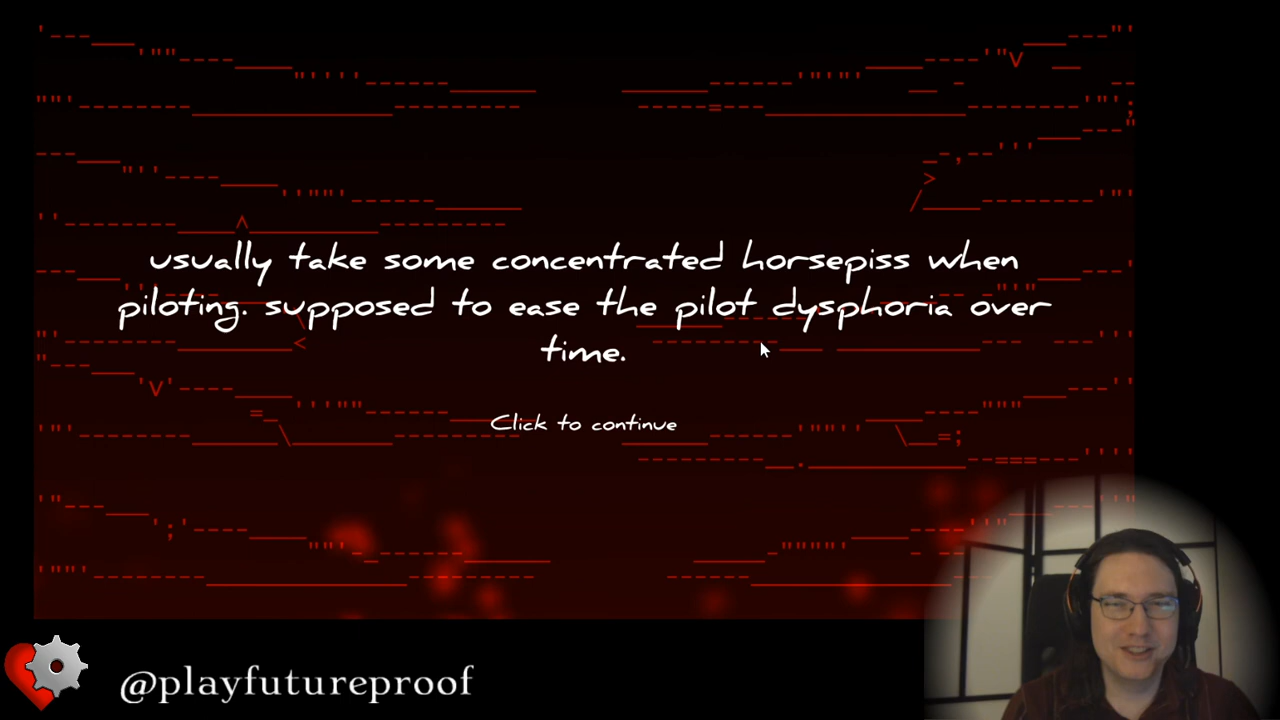 usually take some concentrated horsepiss when
piloting. supposed to ease the pilot dysphoria over
time.
Click to continue
@playfutureproof